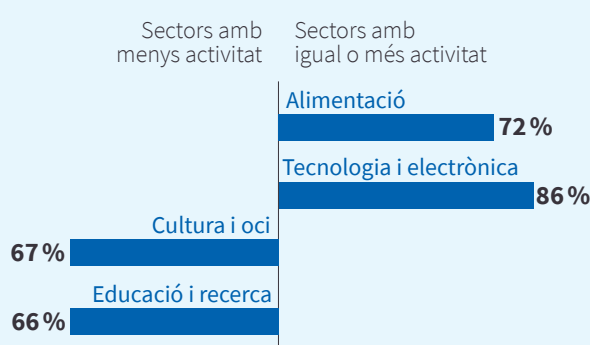 Sectors amb
menys activitat
Sectors amb
igual o més activitat
Alimentació
72 %
Tecnologia i electrònica
86 %
Cultura i oci
67 %
Educació i recerca
66 %